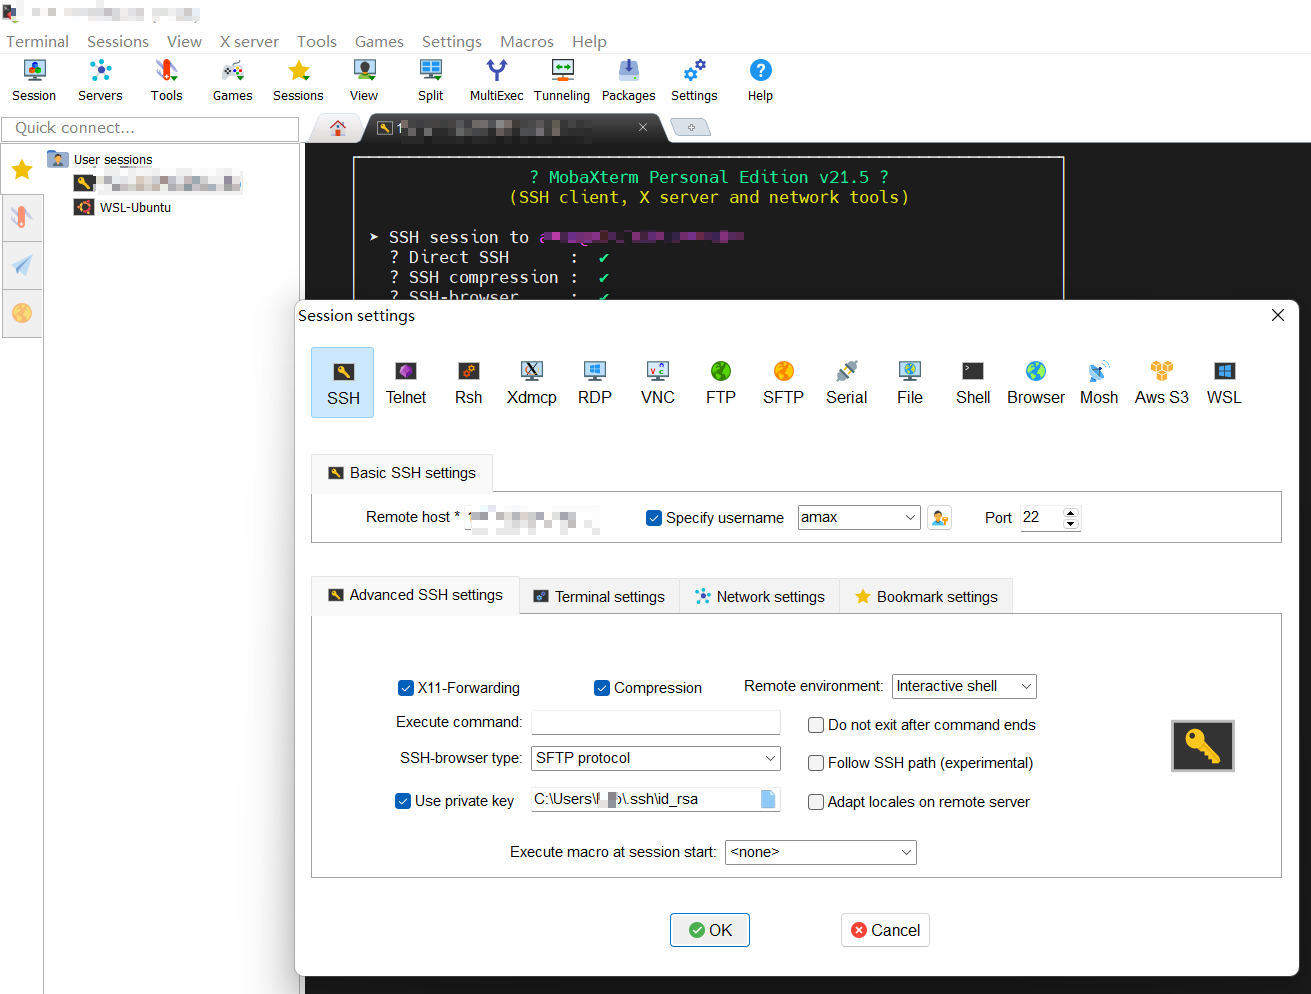 Terminal Sessions View X server Tools Games Settings Macros Help
Session Servers Tools Games Sessions View Split MultiExec Tunneling Packages Settings Help
Quick connect...
User sessions
WSL-Ubuntu
? MobaXterm Personal Edition v21.5 ?
(SSH client, X server and network tools)
➤ SSH session to
? Direct SSH : ✔
? SSH compression : ✔
? SSH-browser : ✔
Session settings
SSH Telnet Rsh Xdmcp RDP VNC FTP SFTP Serial File Shell Browser Mosh Aws S3 WSL
Basic SSH settings
Remote host * Specify username amax Port 22
Advanced SSH settings Terminal settings Network settings Bookmark settings
X11-Forwarding Compression Remote environment: Interactive shell
Execute command: Do not exit after command ends
SSH-browser type: SFTP protocol Follow SSH path (experimental)
Use private key C:\Users\ \.ssh\id_rsa Adapt locales on remote server
Execute macro at session start: <none>
OK Cancel